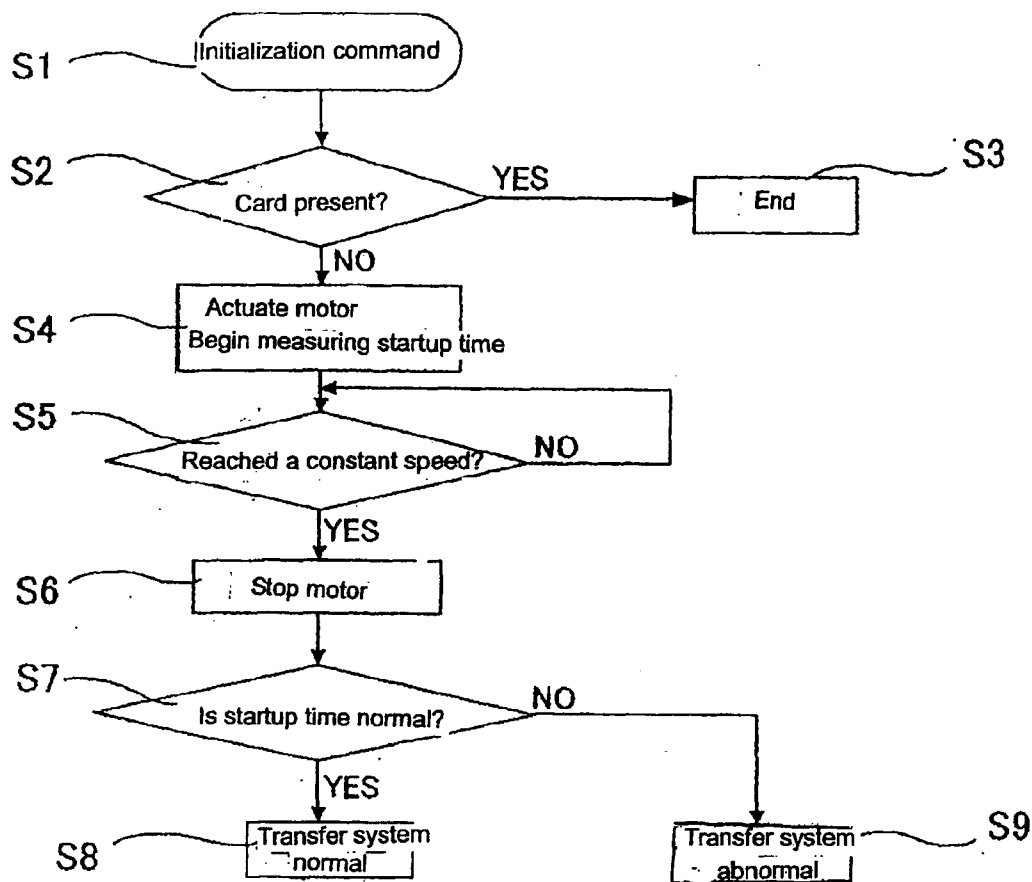 S1
Initialization command
S2
Card present?
YES
S3
End
NO
S4
Actuate motor
Begin measuring startup time
S5
Reached a constant speed?
NO
YES
S6
Stop motor
S7
Is startup time normal?
NO
YES
S8
Transfer system
normal
Transfer system
abnormal
S9